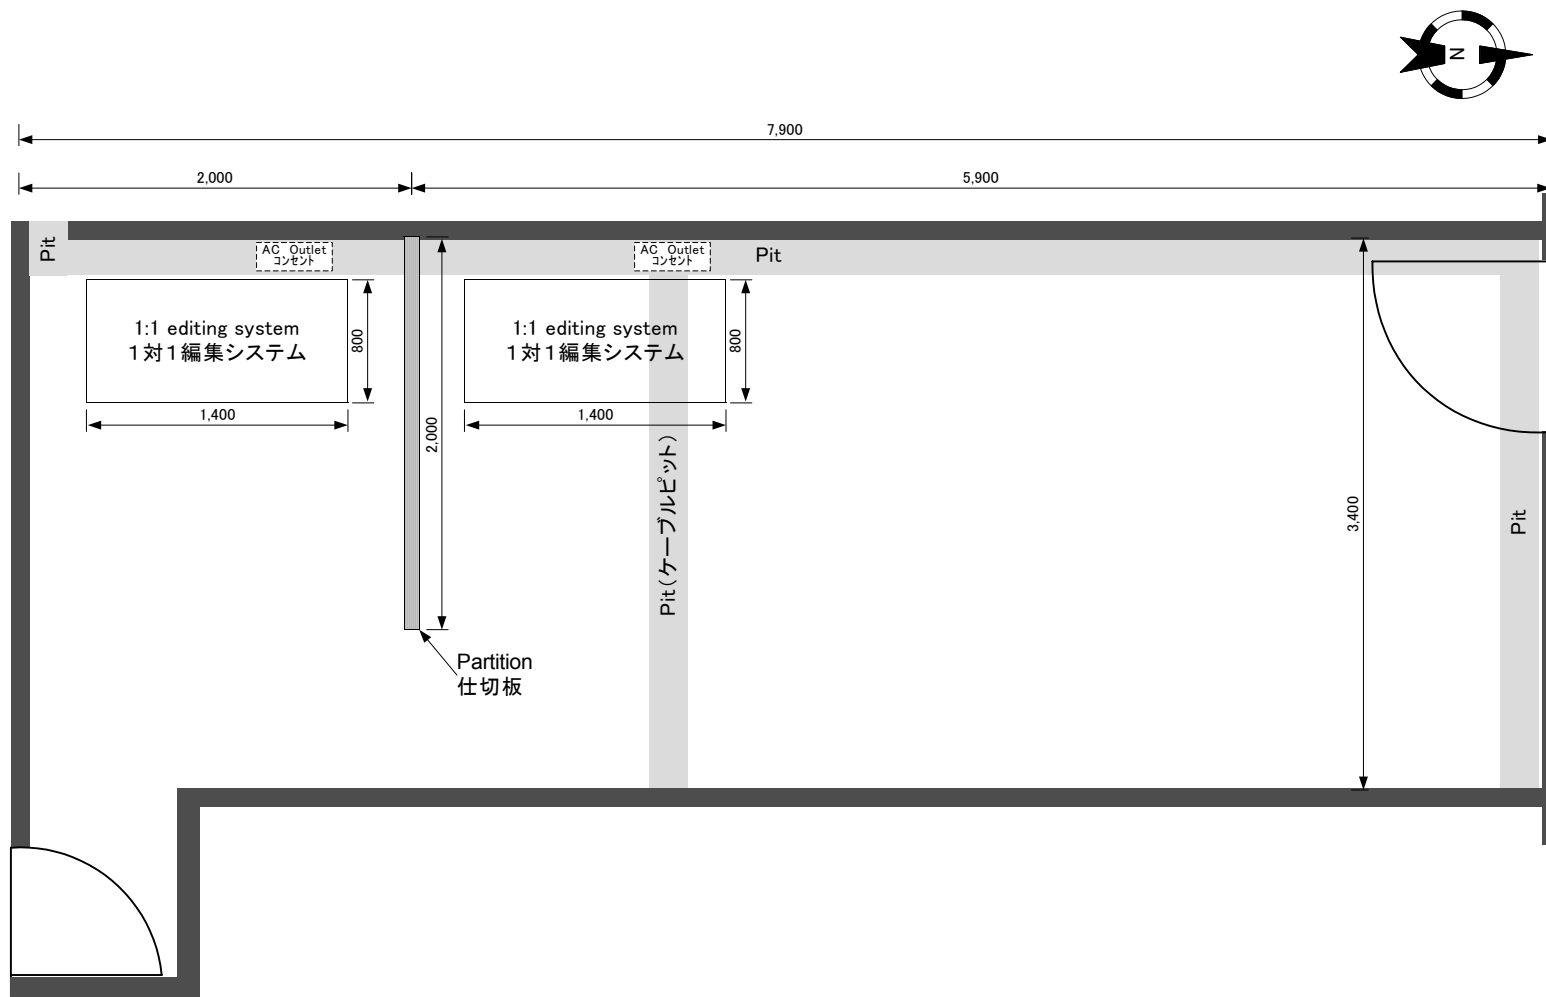 N
7,900
2,000
5,900
Pit
AC Outlet
コンセント
AC Outlet
コンセント
Pit
1:1 editing system
1対1編集システム
800
1:1 editing system
1対1編集システム
800
1,400
1,400
2,000
Pit(ケーブルピット)
3,400
Pit
Partition
仕切板